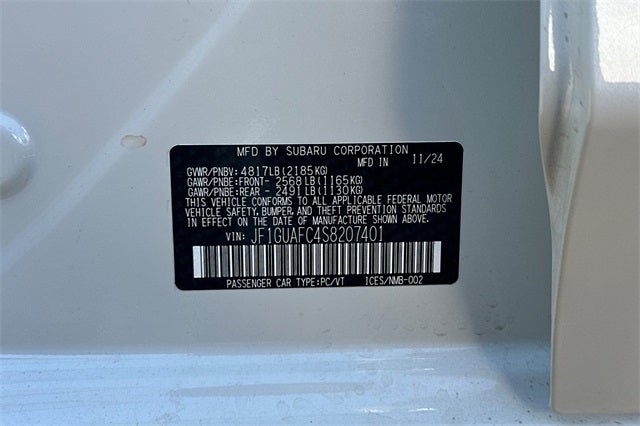 MFD BY SUBARU CORPORATION
GVWR/PNBV: 4817LB(2185KG) MFD IN 11/24
GAWR/PNBE:FRONT- 2568LB(1165KG)
GAWR/PNBE:REAR - 2491LB(1130KG)
THIS VEHICLE CONFORMS TO ALL APPLICABLE FEDERAL MOTOR
VEHICLE SAFETY, BUMPER, AND THEFT PREVENTION STANDARDS
IN EFFECT ON THE DATE OF MANUFACTURE SHOWN ABOVE.
VIN: JF1GUAFC4S8207401
PASSENGER CAR TYPE:PC/VT ICES/NMB-002